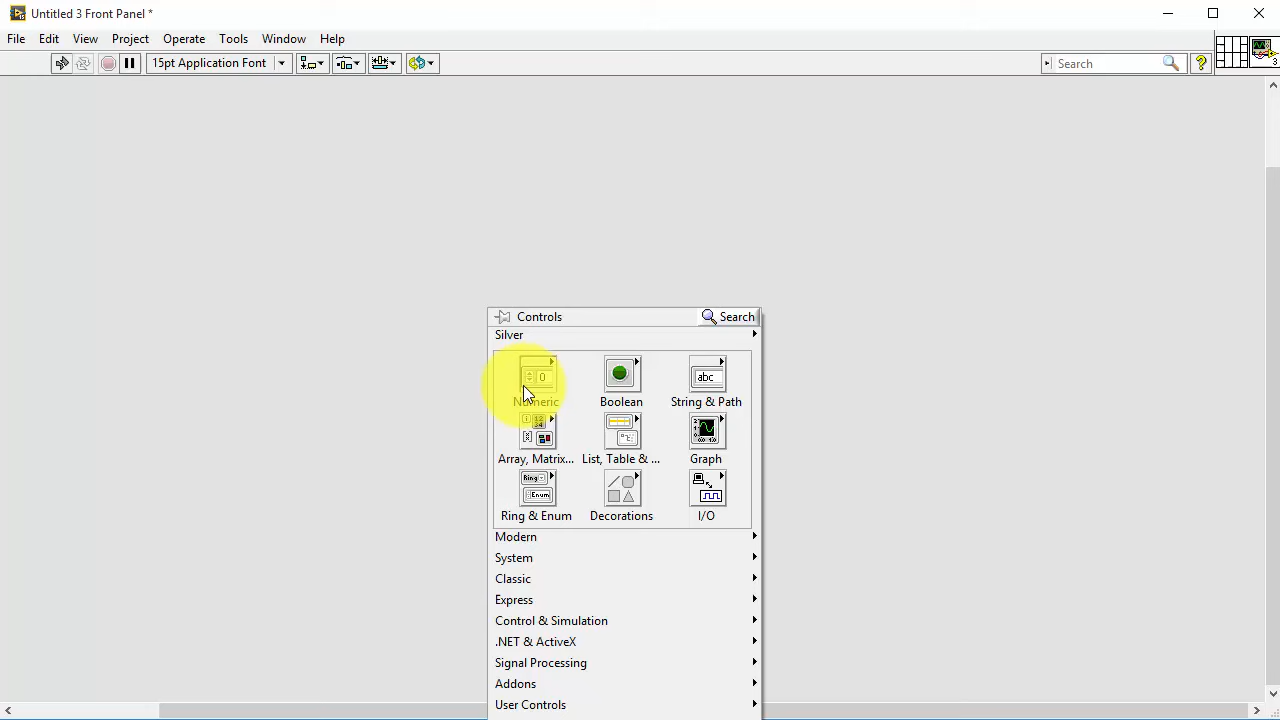 Untitled 3 Front Panel *
File Edit View Project Operate Tools Window Help
15pt Application Font
Search
?
3
Controls Search
Silver
0
abc
Numeric Boolean String & Path
Array, Matrix... List, Table & ... Graph
Ring
Enum
Ring & Enum Decorations I/O
Modern
System
Classic
Express
Control & Simulation
.NET & ActiveX
Signal Processing
Addons
User Controls